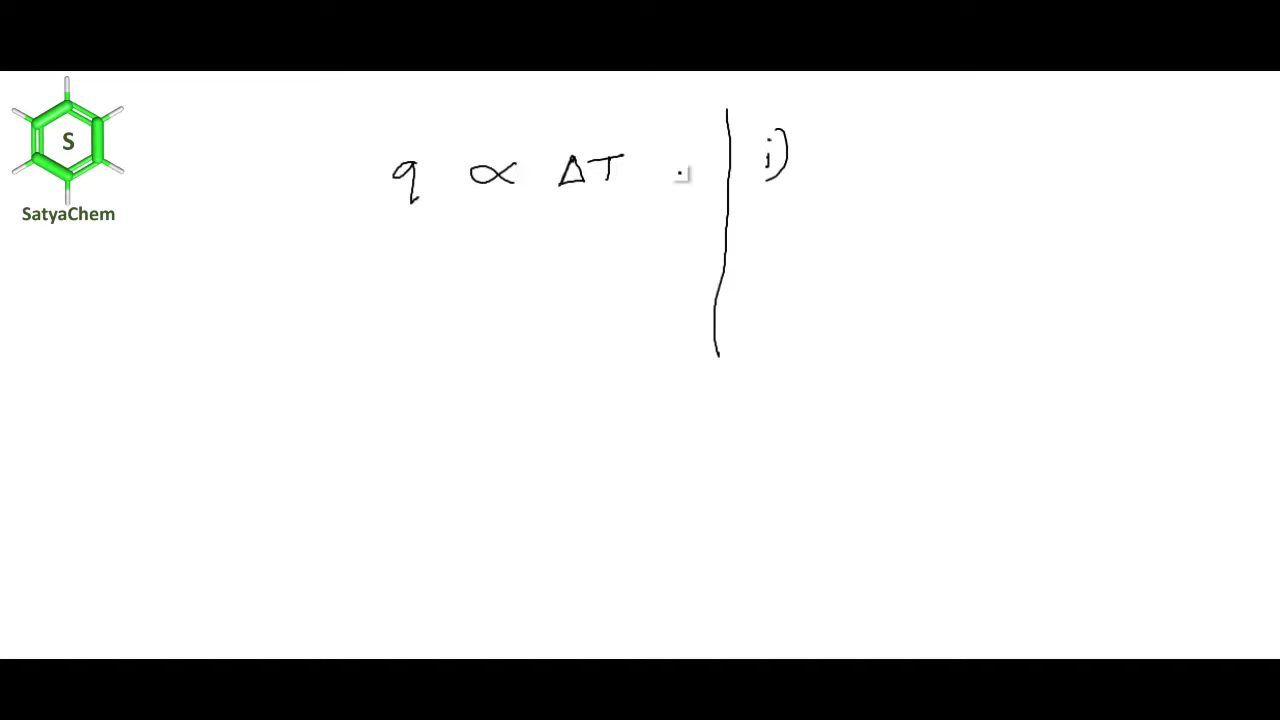 S
SatyaChem
q ∝ ΔT .
i)